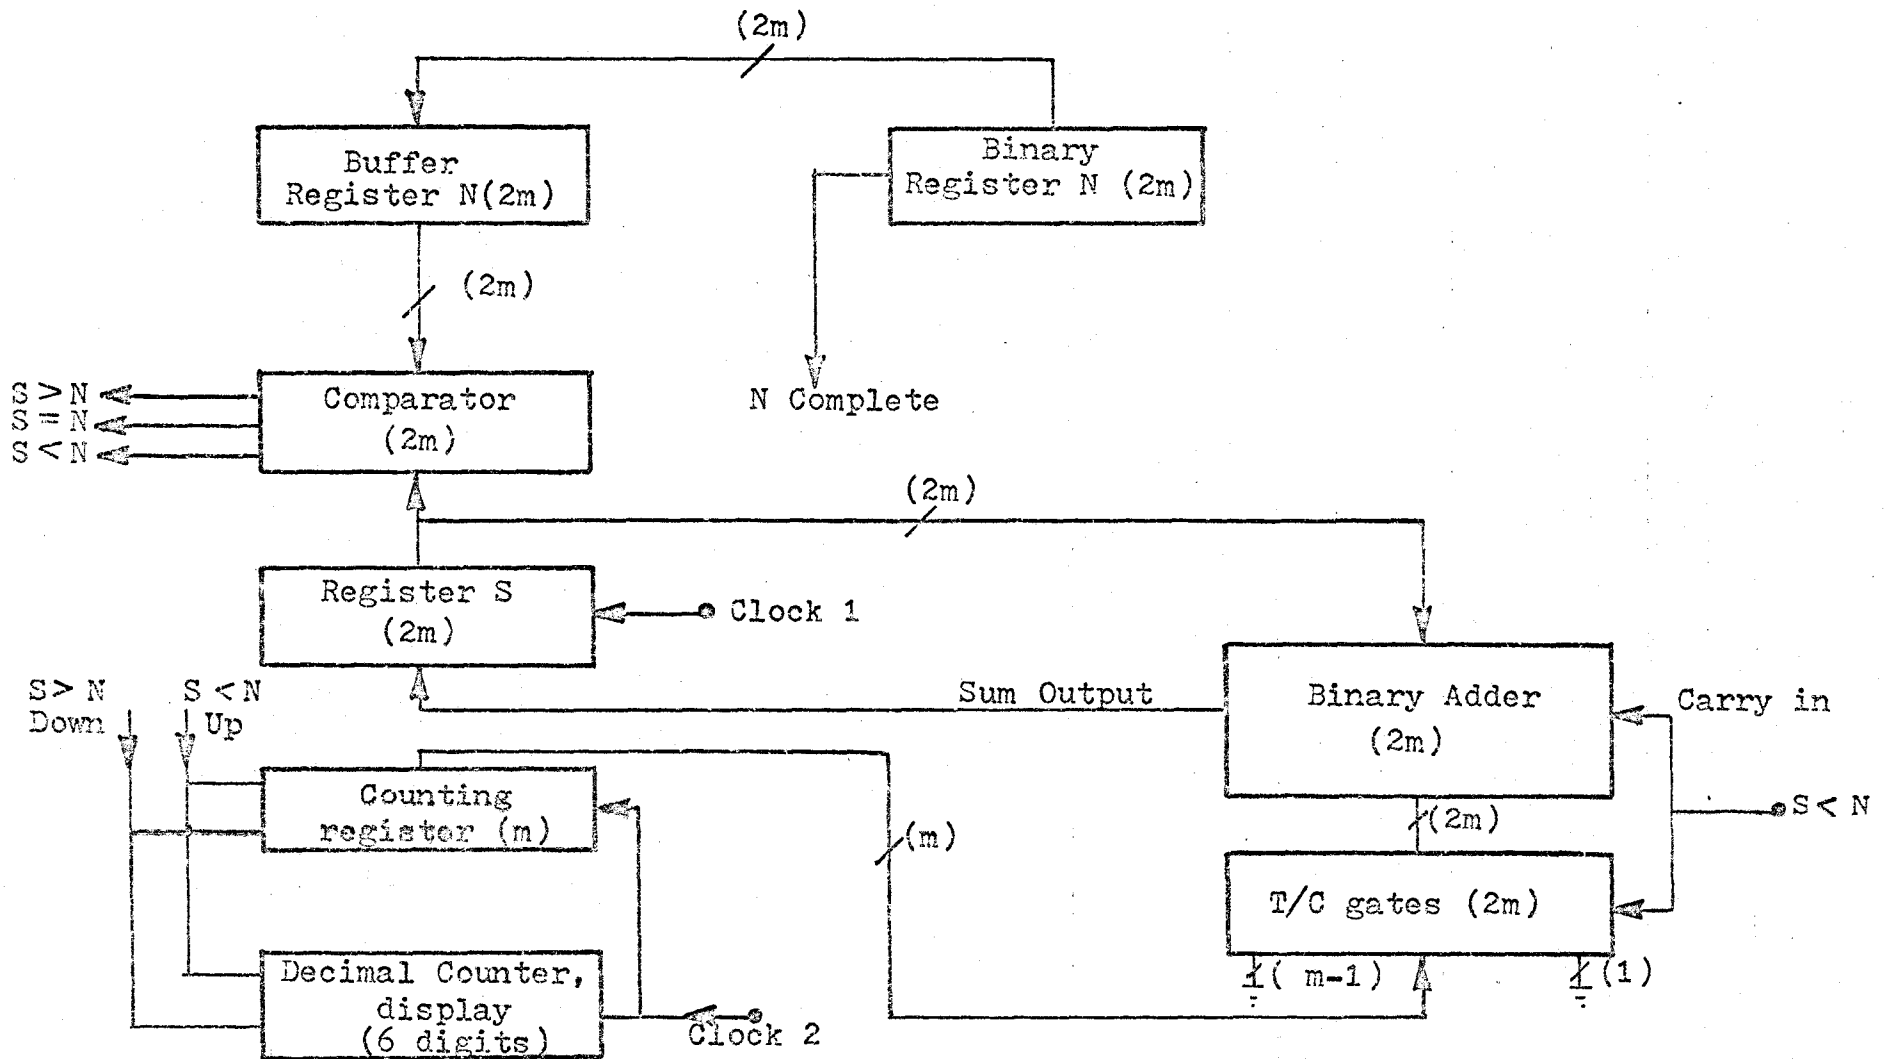 (2m)
Buffer
Register N(2m)
Binary
Register N (2m)
(2m)
S > N
S = N
S < N
Comparator
(2m)
N Complete
(2m)
Register S
(2m)
Clock 1
S > N
Down
S < N
Up
Sum Output
Binary Adder
(2m)
Carry in
Counting
register (m)
(m)
(2m)
S < N
T/C gates (2m)
( m-1)
(1)
Decimal Counter,
display
(6 digits)
Clock 2